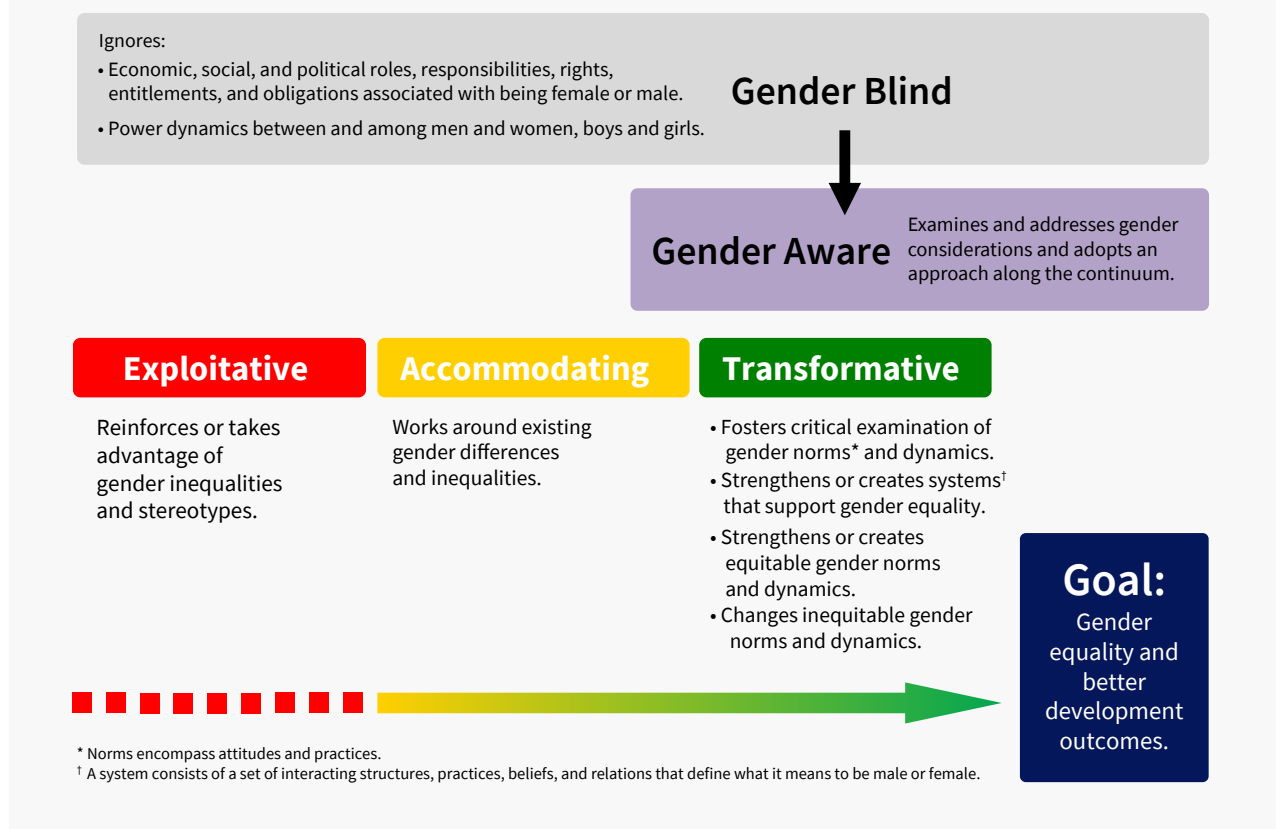 Ignores:
• Economic, social, and political roles, responsibilities, rights,
entitlements, and obligations associated with being female or male.
• Power dynamics between and among men and women, boys and girls.
Gender Blind
Gender Aware
Examines and addresses gender
considerations and adopts an
approach along the continuum.
Exploitative
Reinforces or takes
advantage of
gender inequalities
and stereotypes.
Accommodating
Works around existing
gender differences
and inequalities.
Transformative
• Fosters critical examination of
gender norms* and dynamics.
• Strengthens or creates systems†
that support gender equality.
• Strengthens or creates
equitable gender norms
and dynamics.
• Changes inequitable gender
norms and dynamics.
Goal:
Gender
equality and
better
development
outcomes.
* Norms encompass attitudes and practices.
† A system consists of a set of interacting structures, practices, beliefs, and relations that define what it means to be male or female.